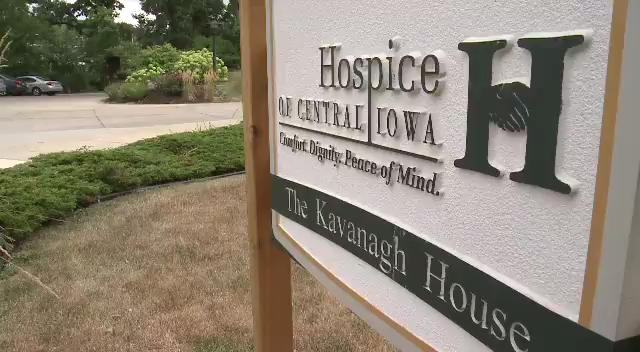 Hospice
OF CENTRAL IOWA
Comfort. Dignity. Peace of Mind.
H
The Kavanagh House